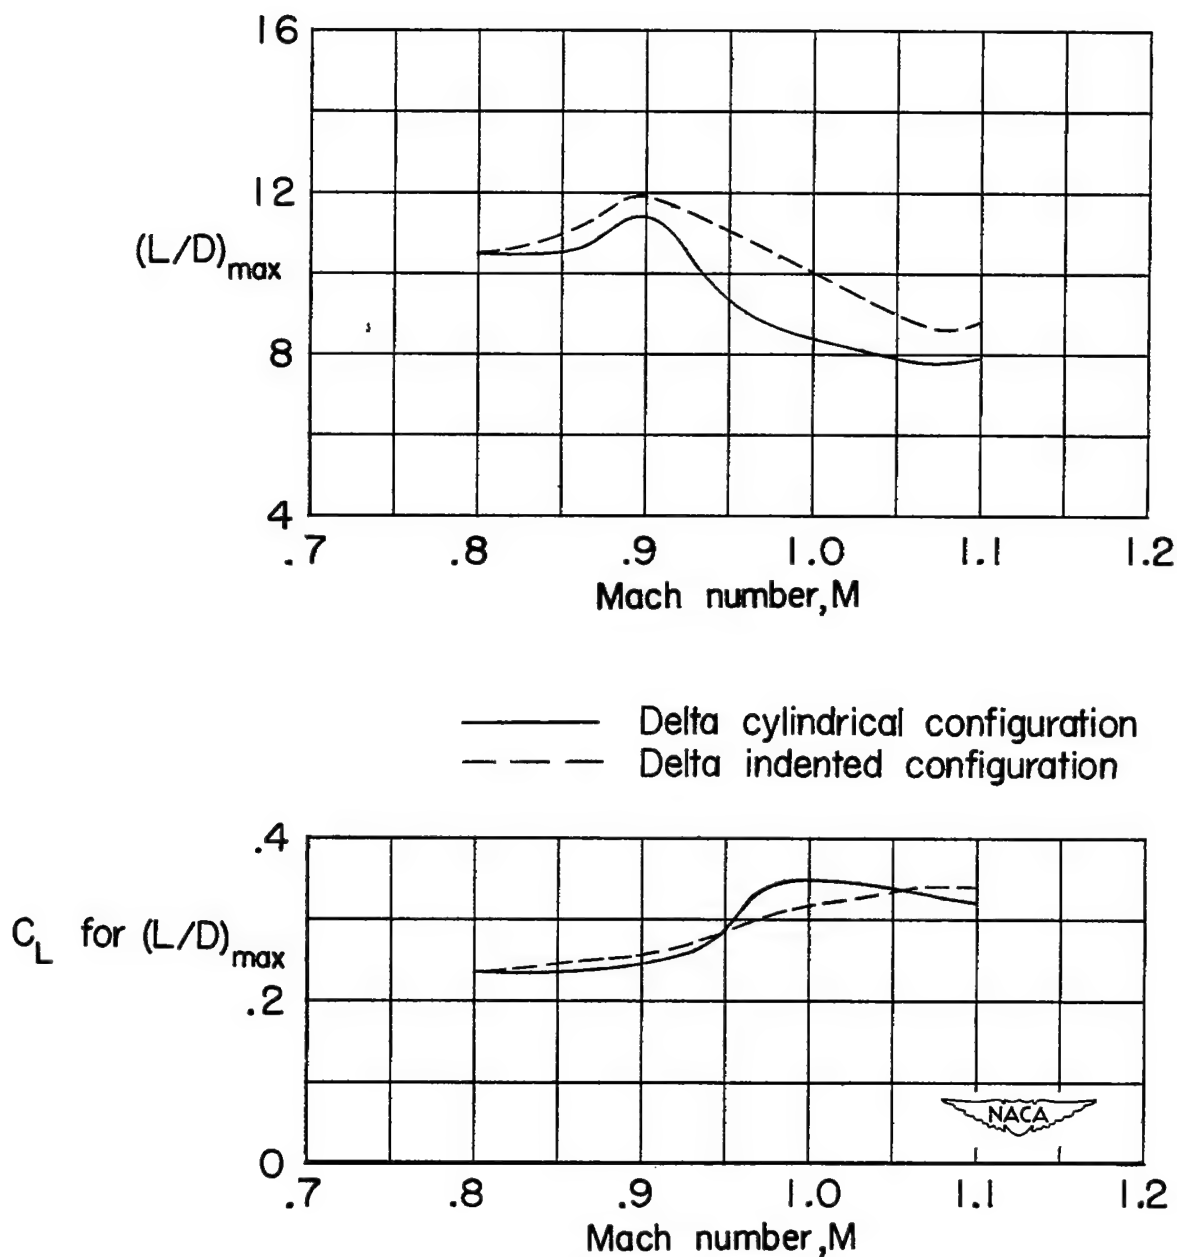 16
12
(L/D)max
8
4
.7 .8 .9 1.0 1.1 1.2
Mach number, M
Delta cylindrical configuration
Delta indented configuration
.4
CL for (L/D)max
.2
NACA
0
.7 .8 .9 1.0 1.1 1.2
Mach number, M